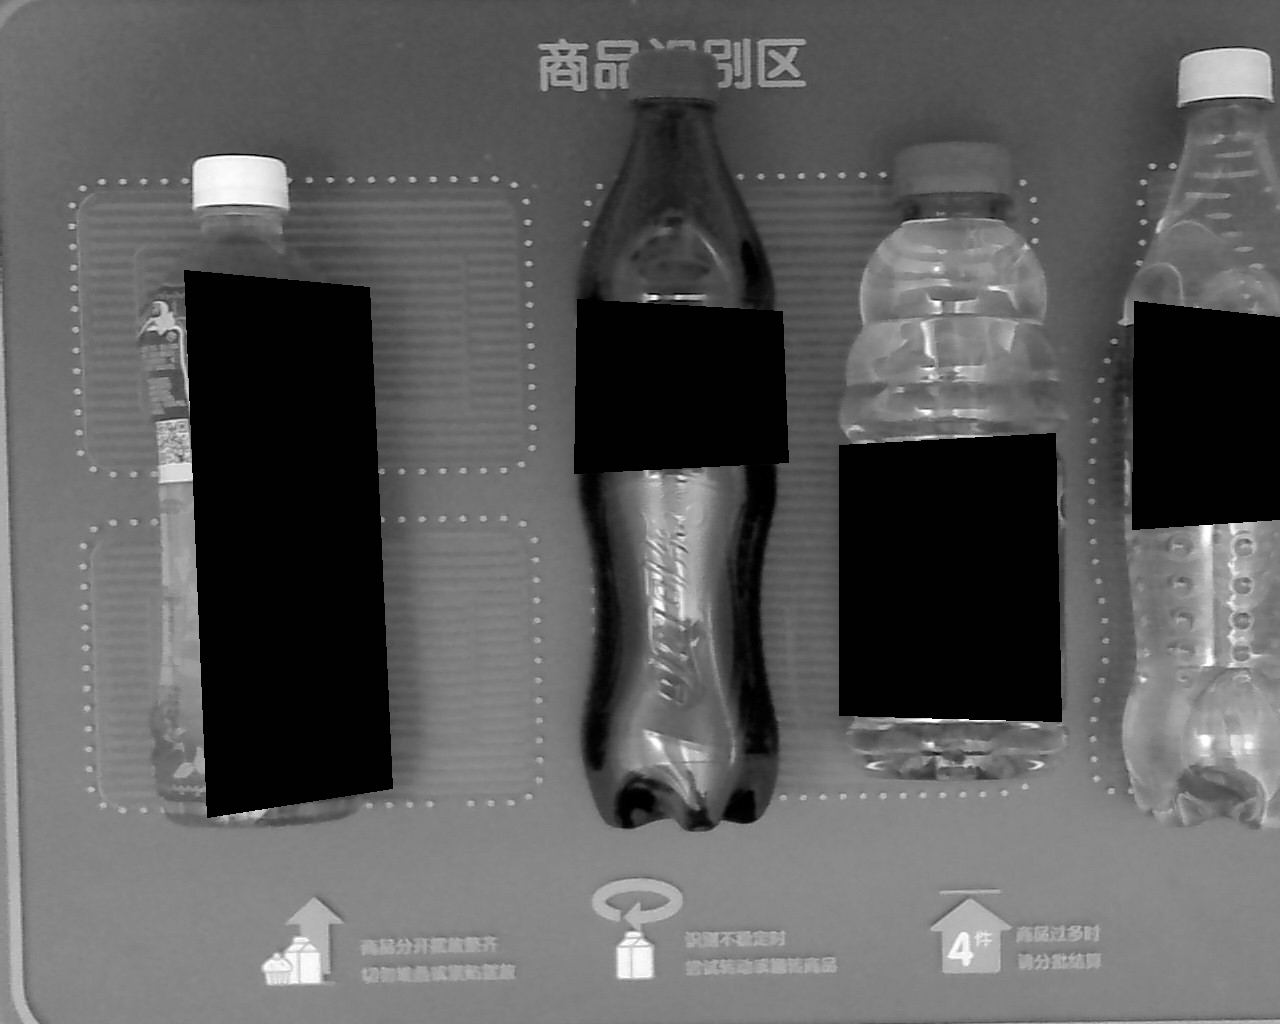 商品识别区
商品分开摆放整齐
切勿堆叠或紧贴摆放
识别不稳定时
尝试转动或翻转商品
4件
商品过多时
请分批结算